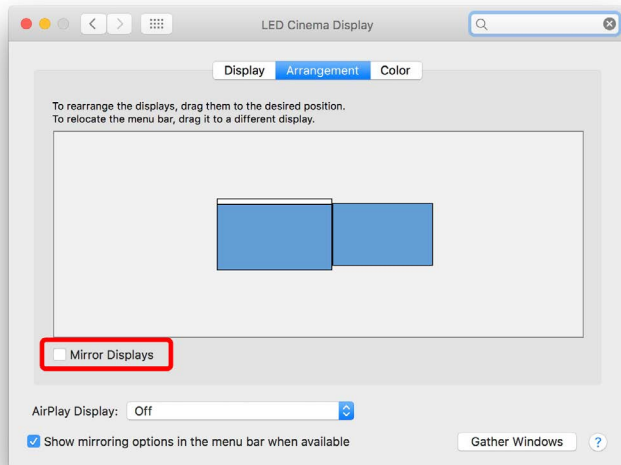 LED Cinema Display
Display Arrangement Color
To rearrange the displays, drag them to the desired position.
To relocate the menu bar, drag it to a different display.
Mirror Displays
AirPlay Display: Off
Show mirroring options in the menu bar when available
Gather Windows ?